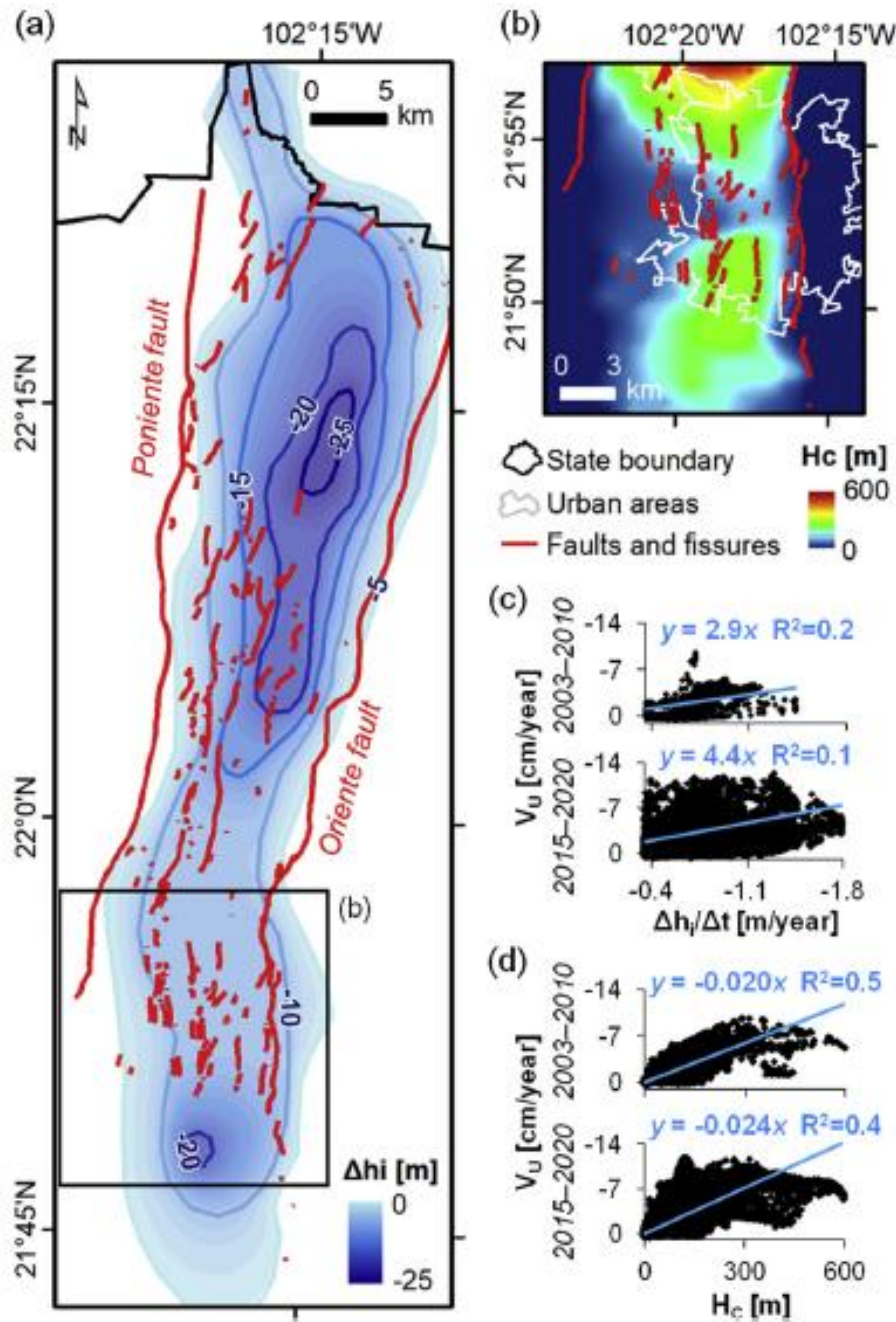 (a)
102°15'W
0 5
km
N
Poniente fault
Oriente fault
22°15'N
22°0'N
21°45'N
-20
-25
-15
-5
-10
-20
(b)
Δhi [m]
0
-25
(b)
102°20'W 102°15'W
21°55'N
21°50'N
0 3
km
State boundary
Urban areas
Faults and fissures
Hc [m]
600
0
(c)
-14
-7
0
y = 2.9x R²=0.2
2003–2010
-14
-7
0
y = 4.4x R²=0.1
2015–2020
V_U [cm/year]
-0.4 -1.1 -1.8
Δh_i/Δt [m/year]
(d)
-14
-7
0
y = -0.020x R²=0.5
2003–2010
-14
-7
0
y = -0.024x R²=0.4
2015–2020
V_U [cm/year]
0 300 600
H_C [m]